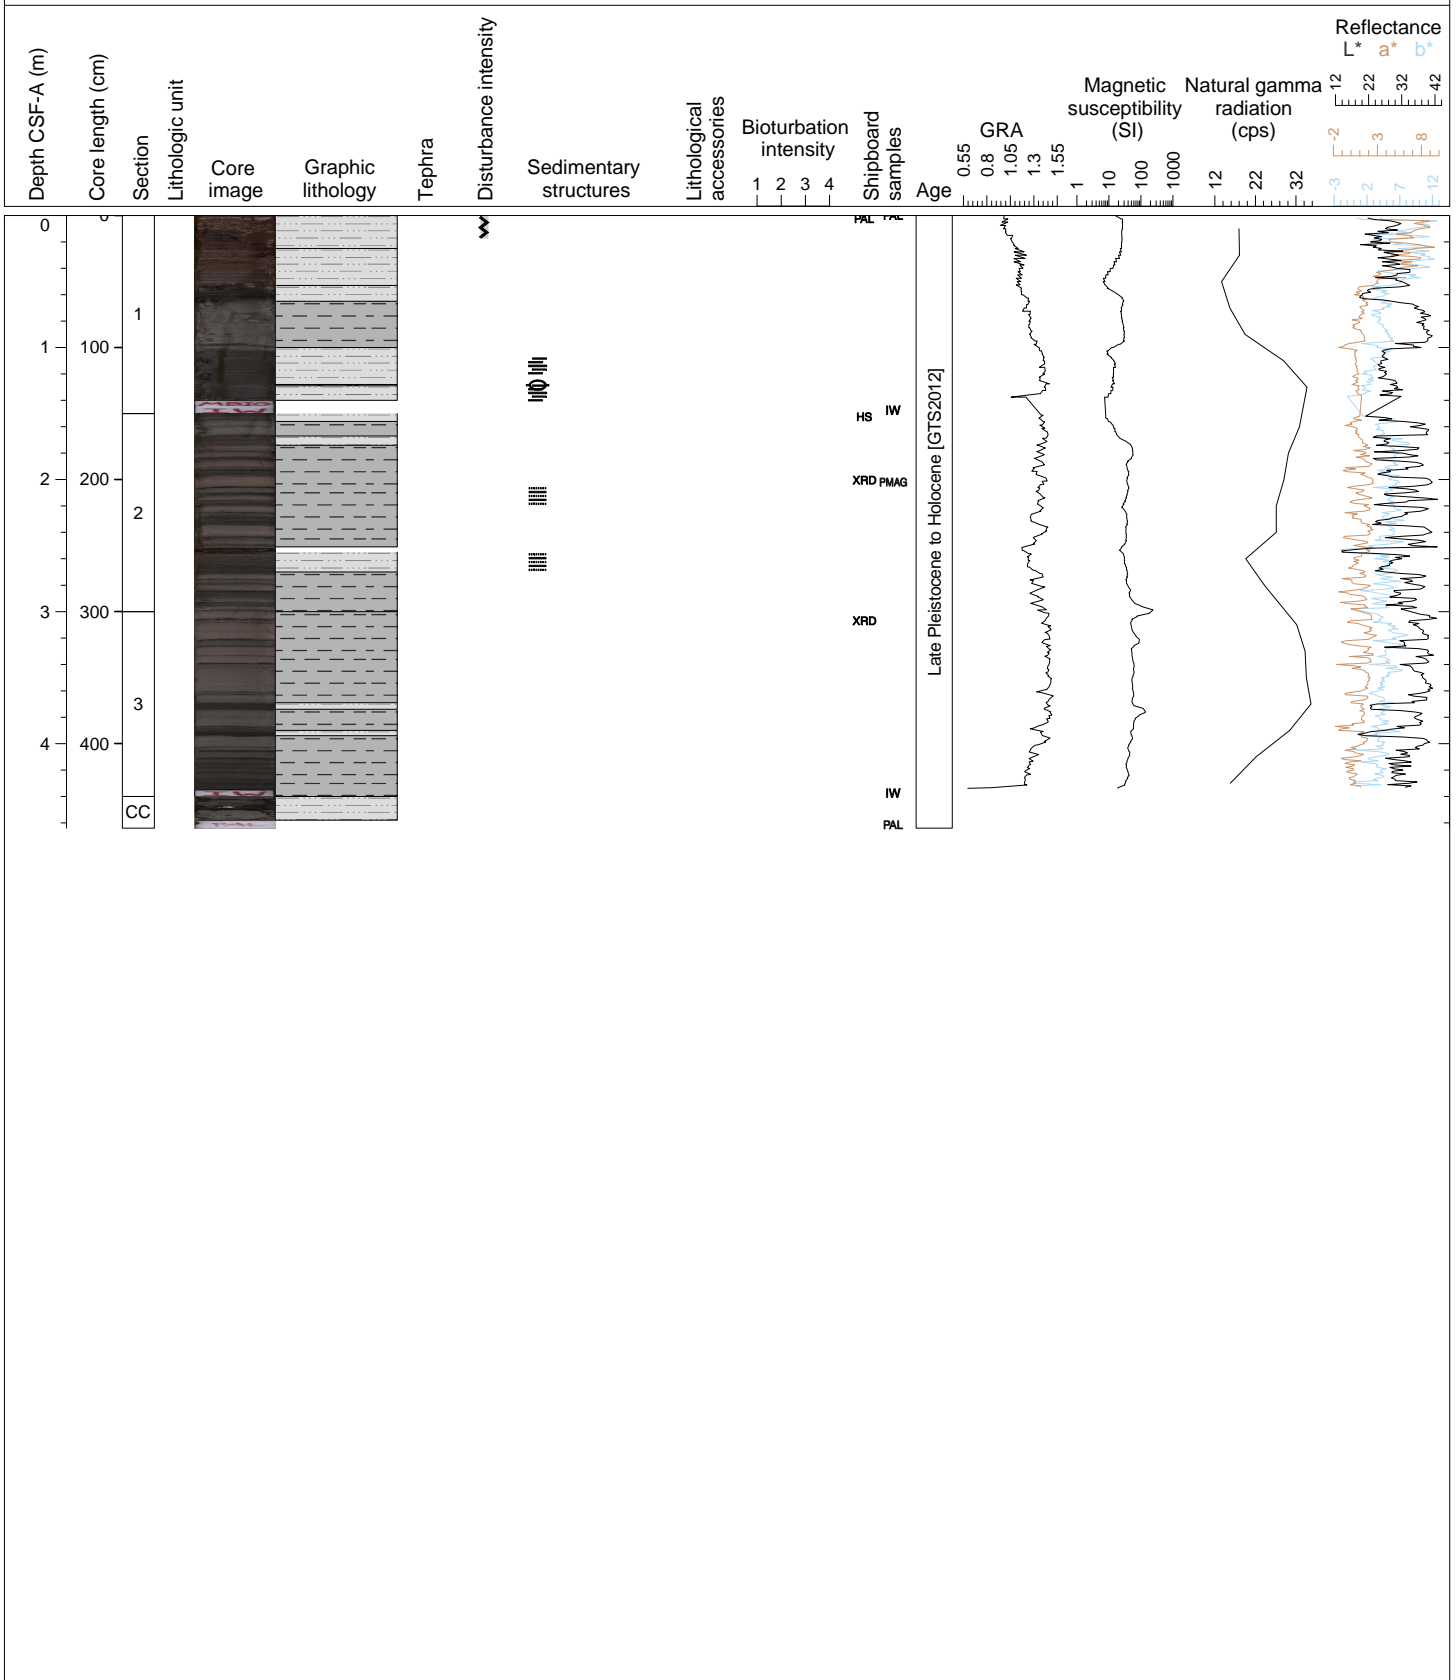 Depth CSF-A (m)
Core length (cm)
Section
Lithologic unit
Core
image
Graphic
lithology
Tephra
Disturbance intensity
Sedimentary
structures
Lithological
accessories
Bioturbation
intensity
1 2 3 4
Shipboard
samples
Age
GRA
0.55 0.8 1.05 1.3 1.55
Magnetic
susceptibility
(SI)
1 10 100 1000
Natural gamma
radiation
(cps)
12 22 32
Reflectance
L* a* b*
12 22 32 42
-2 3 8
-3 2 7 12
0
0
PAL PAL
1
1
100
IW
HS
IW
2
200
XRD PMAG
2
3
300
XRD
Late Pleistocene to Holocene [GTS2012]
3
4
400
IW
IW
CC
PAL
PAL